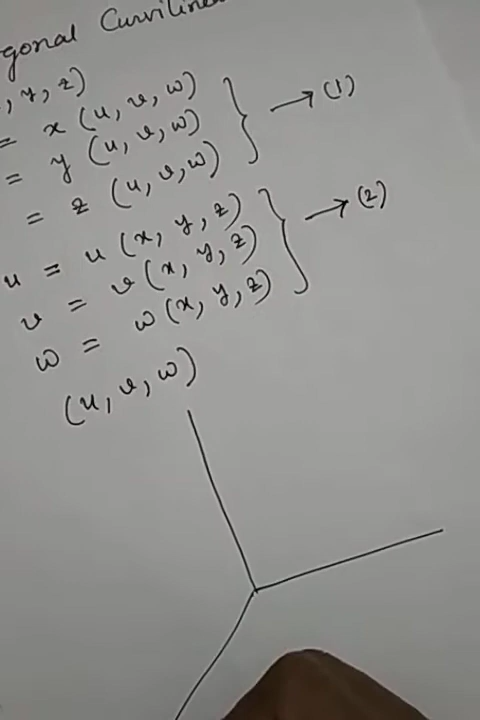 gonal Curviline
, y, z)
= x (u, v, w)
= y (u, v, w) } → (1)
= z (u, v, w)
u = u (x, y, z)
v = v (x, y, z) } → (2)
w = w (x, y, z)
(u, v, w)